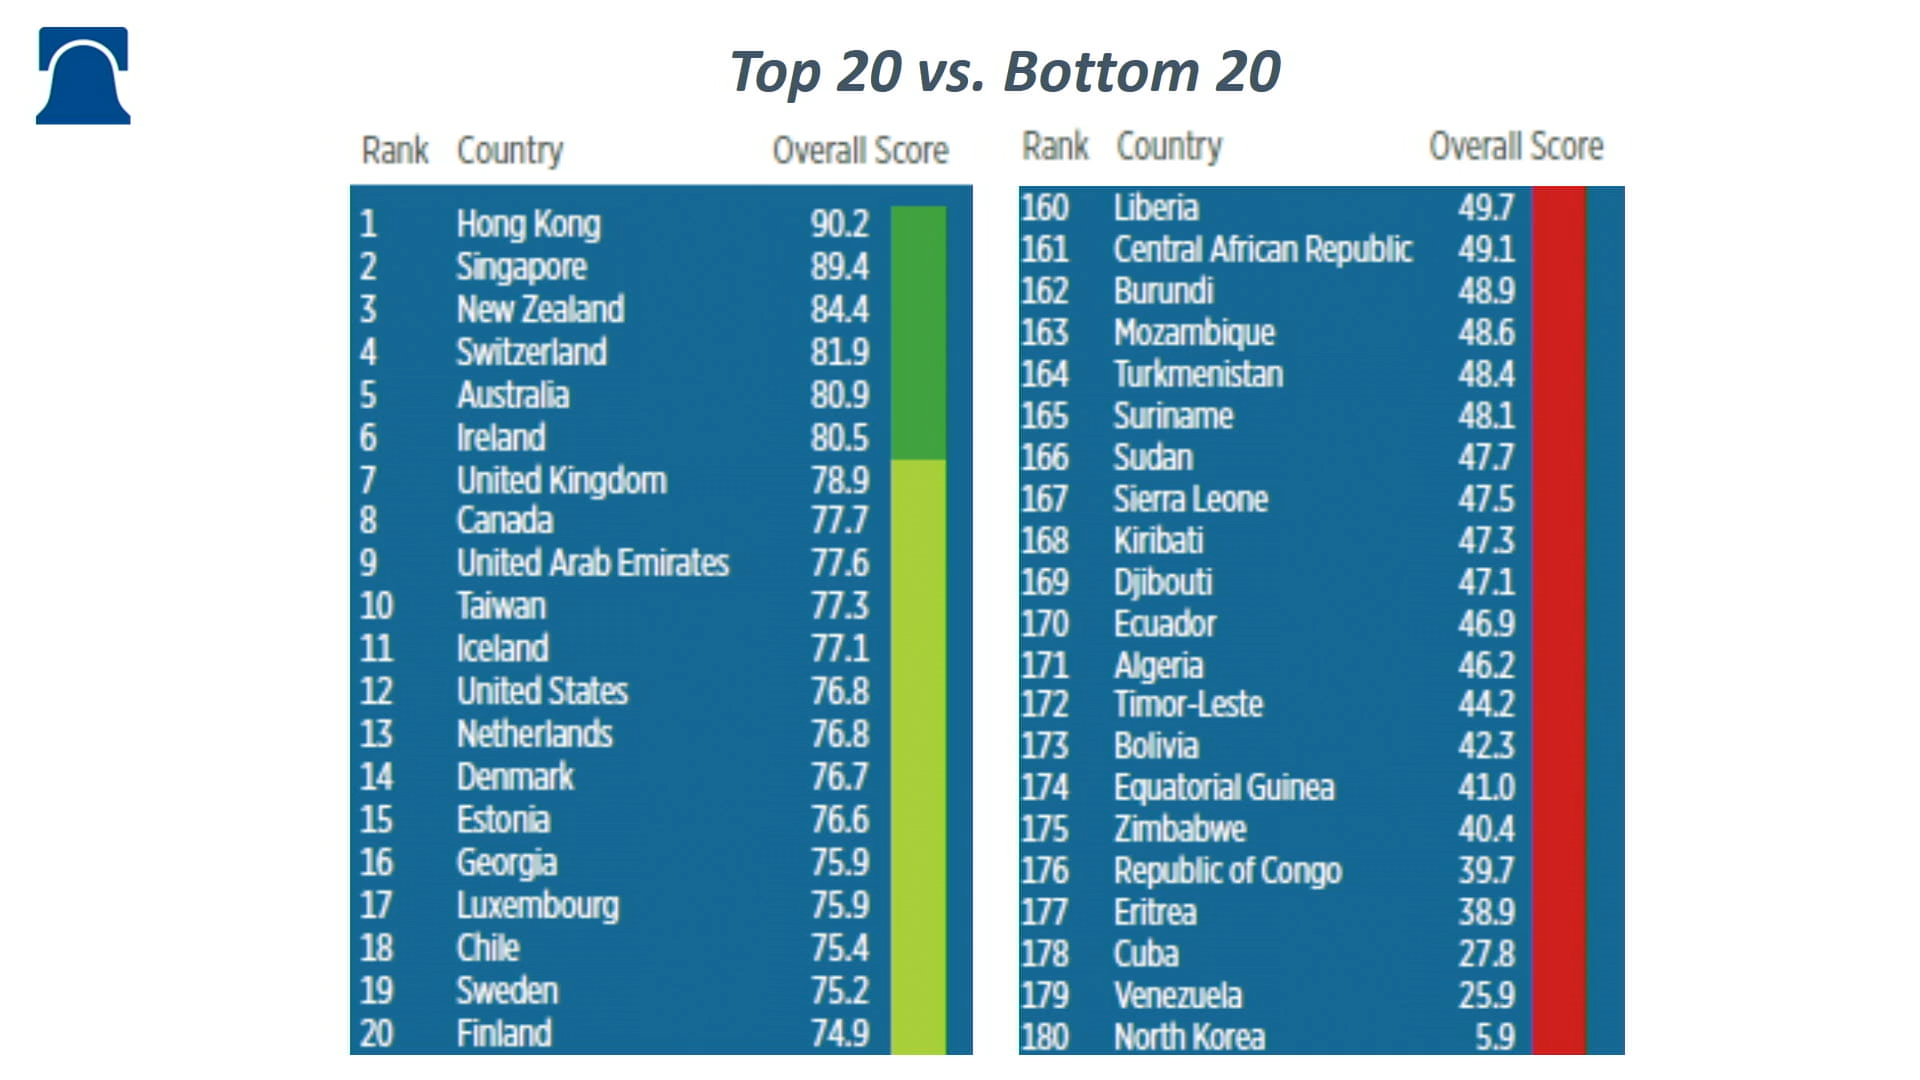 Top 20 vs. Bottom 20
Rank Country Overall Score
1 Hong Kong 90.2
2 Singapore 89.4
3 New Zealand 84.4
4 Switzerland 81.9
5 Australia 80.9
6 Ireland 80.5
7 United Kingdom 78.9
8 Canada 77.7
9 United Arab Emirates 77.6
10 Taiwan 77.3
11 Iceland 77.1
12 United States 76.8
13 Netherlands 76.8
14 Denmark 76.7
15 Estonia 76.6
16 Georgia 75.9
17 Luxembourg 75.9
18 Chile 75.4
19 Sweden 75.2
20 Finland 74.9
Rank Country Overall Score
160 Liberia 49.7
161 Central African Republic 49.1
162 Burundi 48.9
163 Mozambique 48.6
164 Turkmenistan 48.4
165 Suriname 48.1
166 Sudan 47.7
167 Sierra Leone 47.5
168 Kiribati 47.3
169 Djibouti 47.1
170 Ecuador 46.9
171 Algeria 46.2
172 Timor-Leste 44.2
173 Bolivia 42.3
174 Equatorial Guinea 41.0
175 Zimbabwe 40.4
176 Republic of Congo 39.7
177 Eritrea 38.9
178 Cuba 27.8
179 Venezuela 25.9
180 North Korea 5.9